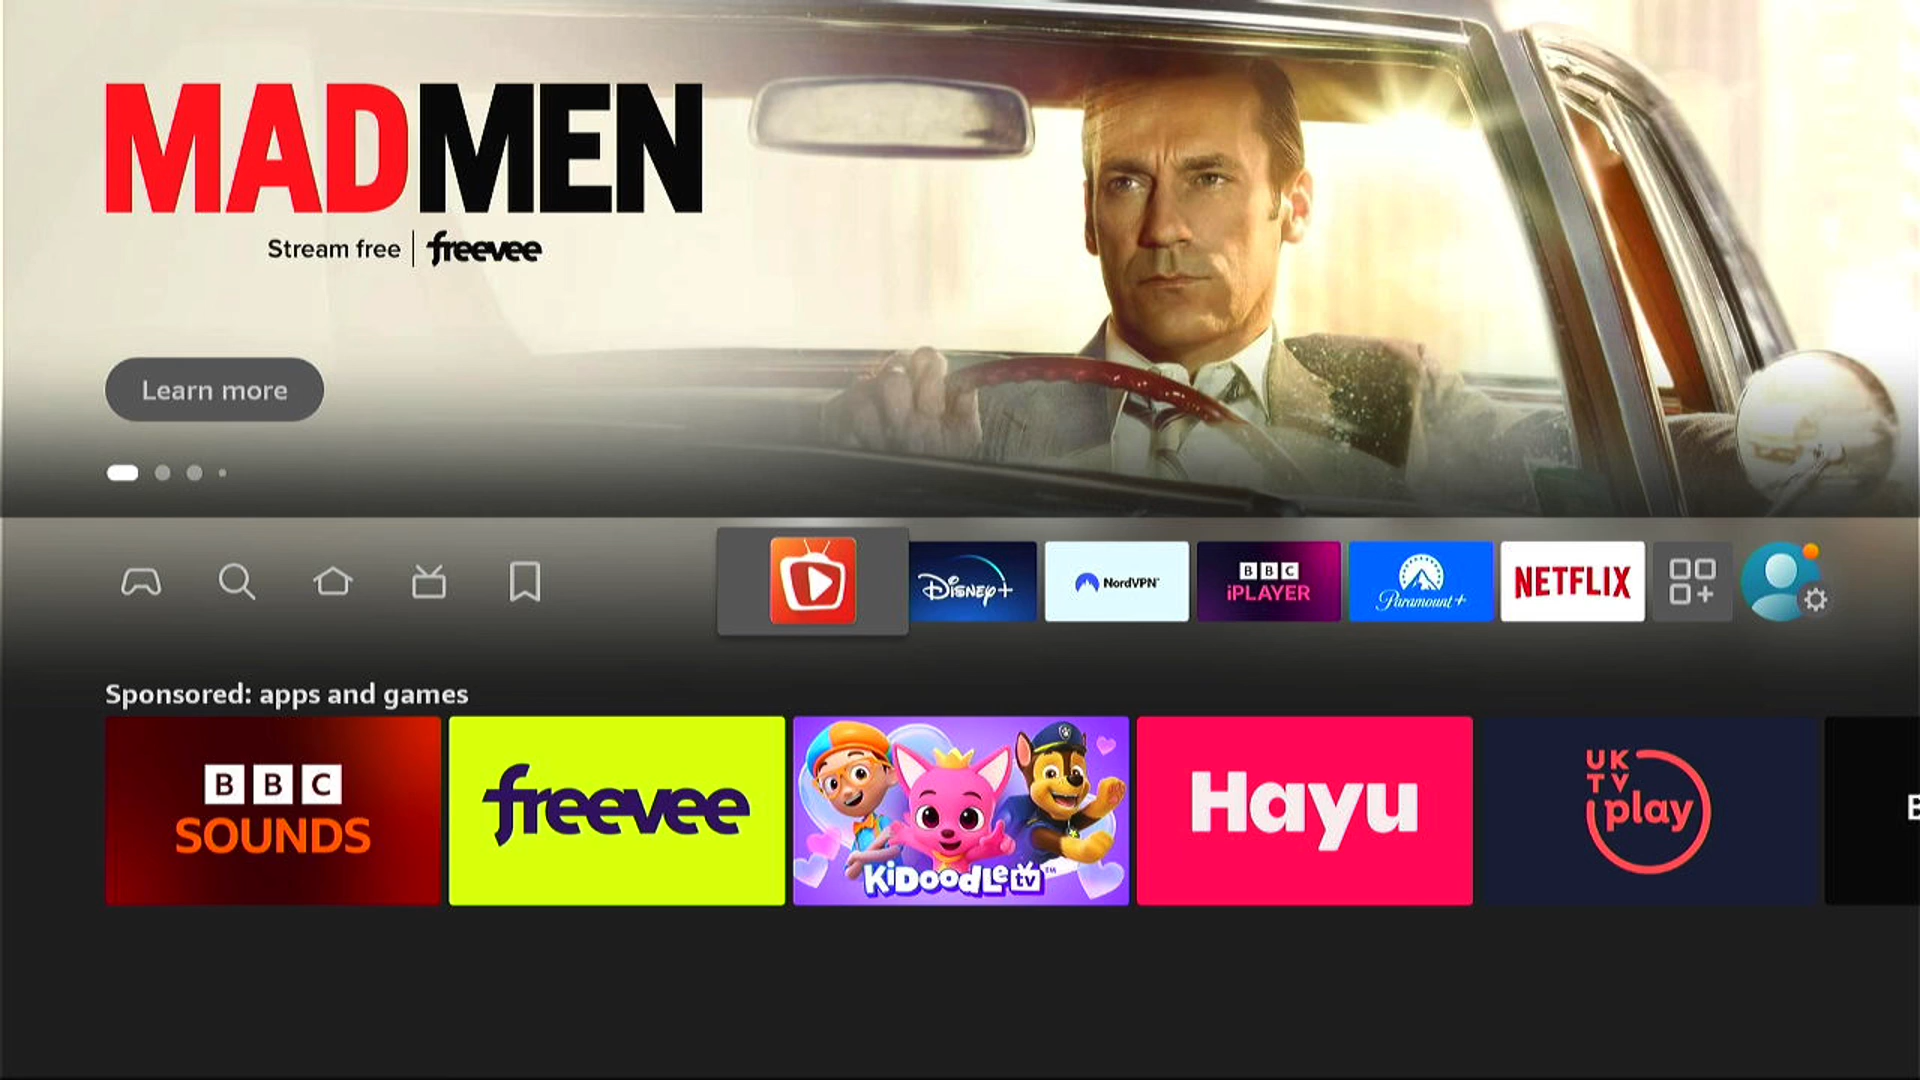 MADMEN
Stream free | freevee
Learn more
Disney+
NordVPN
BBC
iPLAYER
Paramount+
NETFLIX
Sponsored: apps and games
BBC
SOUNDS
freevee
KiDoodLe tv™
Hayu
UK
TV
play